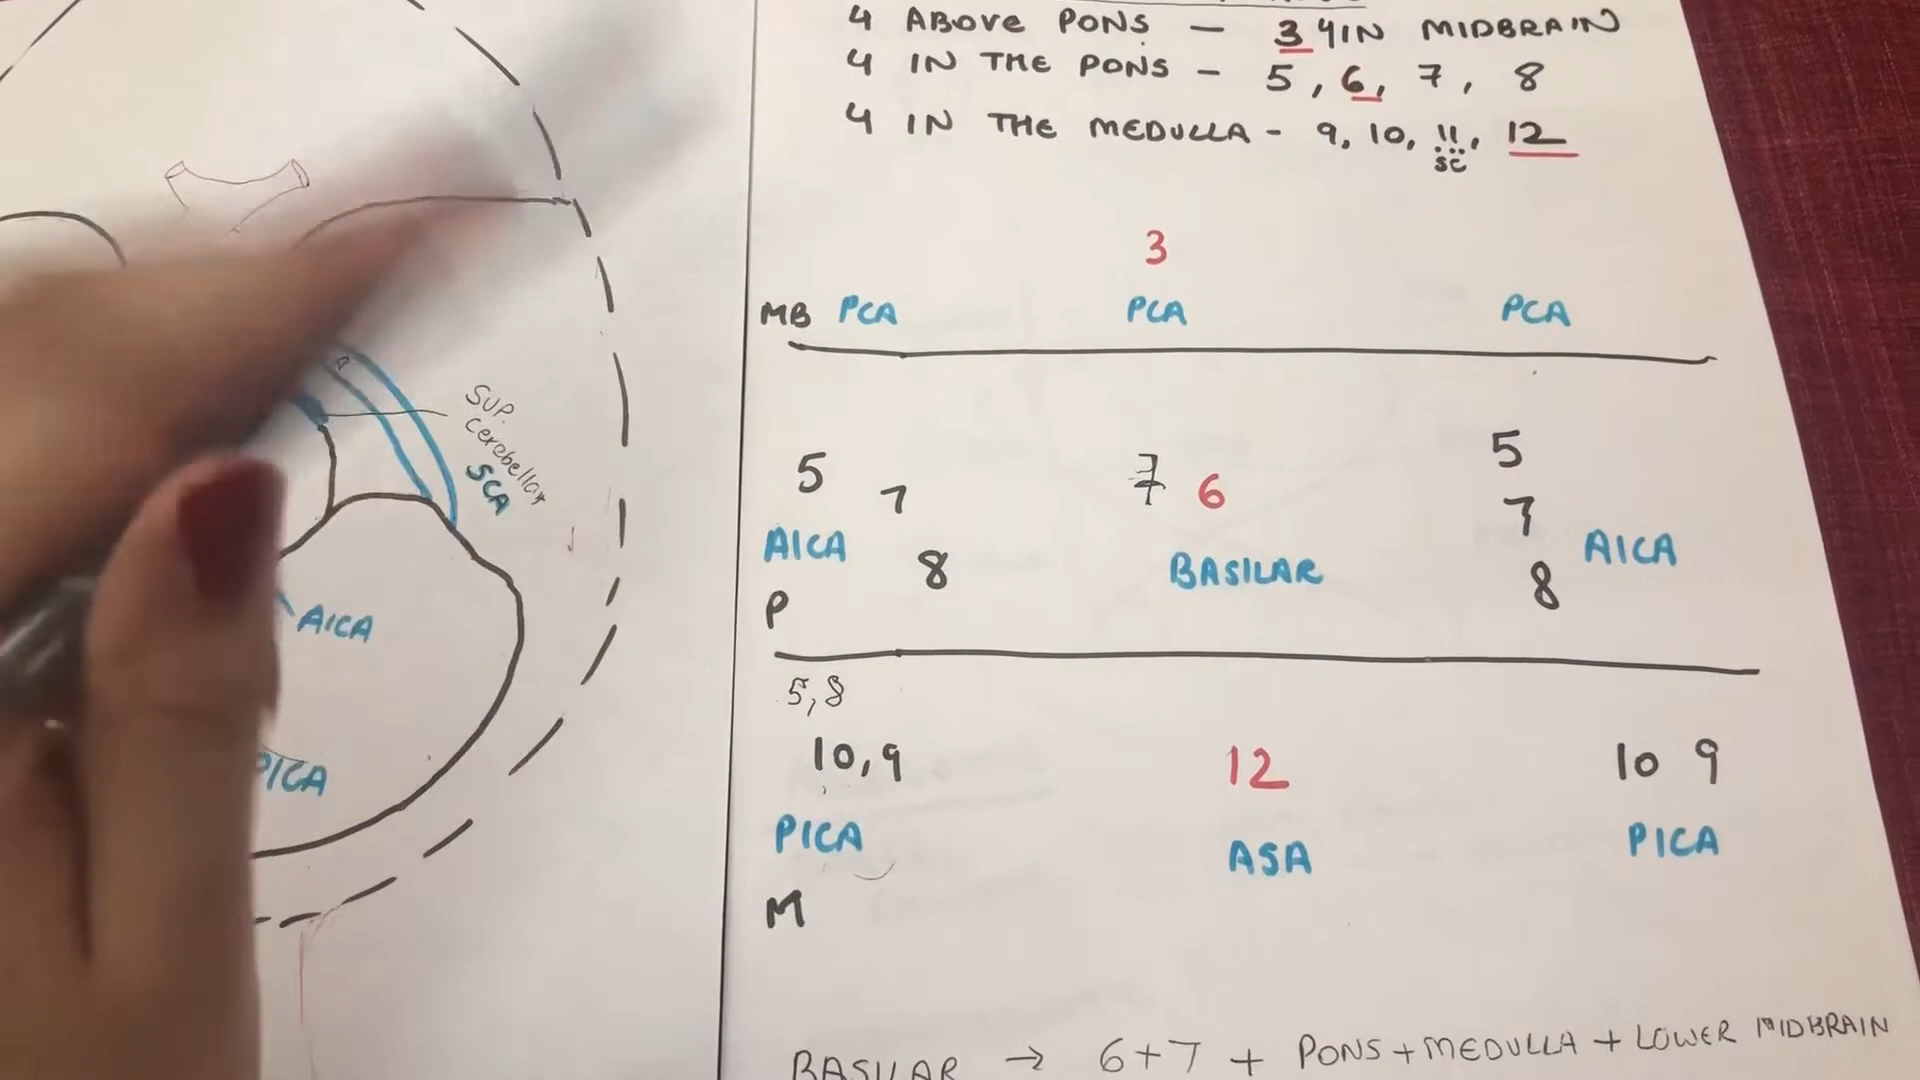 4 ABOVE PONS - 3 4 IN MIDBRAIN
4 IN THE PONS - 5, 6, 7, 8
4 IN THE MEDULLA - 9, 10, 11, 12
SC
3
MB PCA PCA PCA
5 7 8
AICA
P
7 6
BASILAR
5
7
8
AICA
5,8
10,9 12 10 9
PICA ASA PICA
M
BASILAR → 6+7 + PONS+MEDULLA + LOWER MIDBRAIN
SUP.
cerebellar
SCA
AICA
PICA